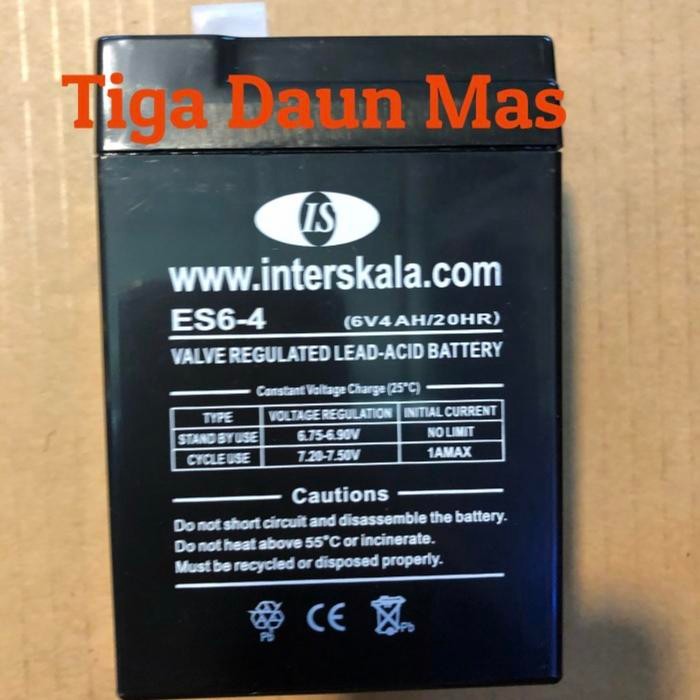 Tiga Daun Mas
IS
www.interskala.com
ES6-4 (6V4AH/20HR)
VALVE REGULATED LEAD-ACID BATTERY
Constant Voltage Charge (25°C)
TYPE VOLTAGE REGULATION INITIAL CURRENT
STAND BY USE 6.75-6.90V NO LIMIT
CYCLE USE 7.20-7.50V 1AMAX
Cautions
Do not short circuit and disassemble the battery.
Do not heat above 55°C or incinerate.
Must be recycled or disposed properly.
Pb CE Pb